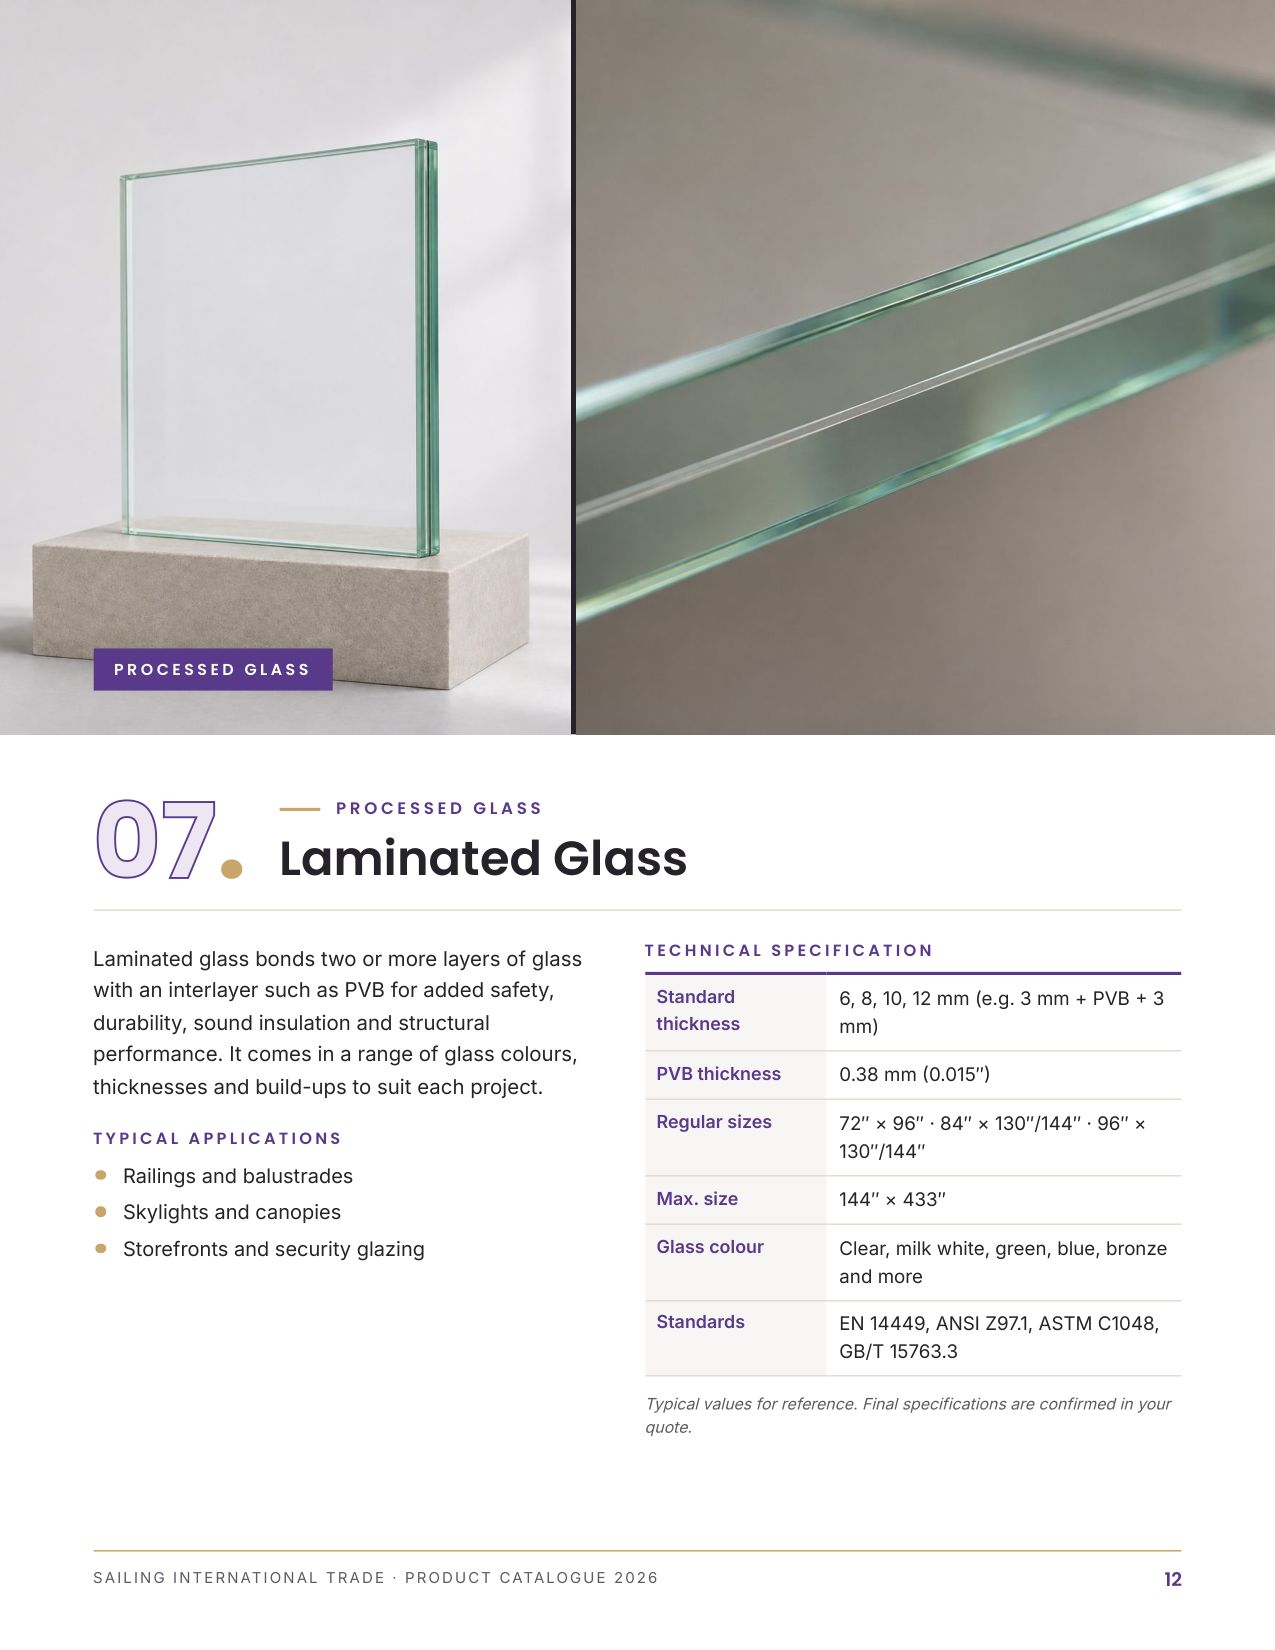 PROCESSED GLASS
07.
PROCESSED GLASS
Laminated Glass
Laminated glass bonds two or more layers of glass
with an interlayer such as PVB for added safety,
durability, sound insulation and structural
performance. It comes in a range of glass colours,
thicknesses and build-ups to suit each project.
TYPICAL APPLICATIONS
Railings and balustrades
Skylights and canopies
Storefronts and security glazing
TECHNICAL SPECIFICATION
Standard
thickness
6, 8, 10, 12 mm (e.g. 3 mm + PVB + 3
mm)
PVB thickness
0.38 mm (0.015″)
Regular sizes
72″ × 96″ · 84″ × 130″/144″ · 96″ ×
130″/144″
Max. size
144″ × 433″
Glass colour
Clear, milk white, green, blue, bronze
and more
Standards
EN 14449, ANSI Z97.1, ASTM C1048,
GB/T 15763.3
Typical values for reference. Final specifications are confirmed in your
quote.
SAILING INTERNATIONAL TRADE · PRODUCT CATALOGUE 2026
12